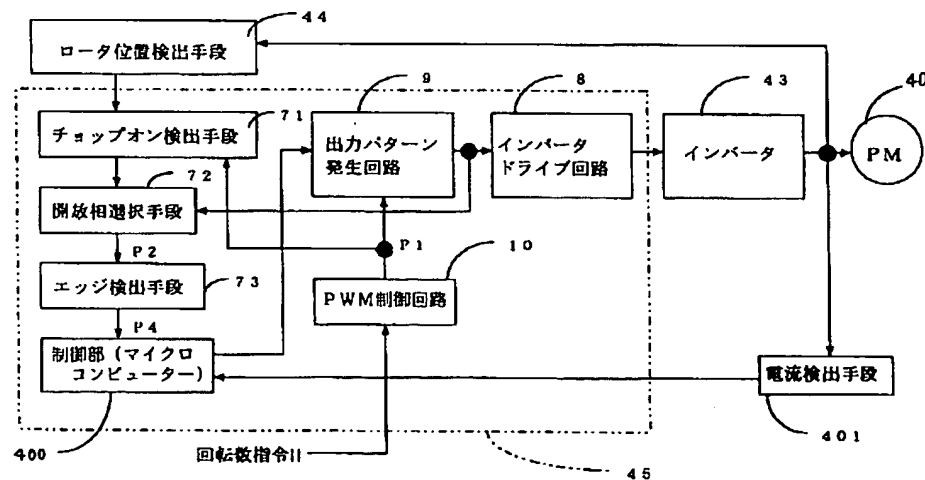 44
ロータ位置検出手段
9
8
43
40
チョップオン検出手段
71
出力パターン
発生回路
インバータ
ドライブ回路
インバータ
PM
72
開放相選択手段
P2
P1
10
エッジ検出手段
73
PWM制御回路
P4
制御部(マイクロ
コンピューター)
電流検出手段
400
401
回転数指令
45